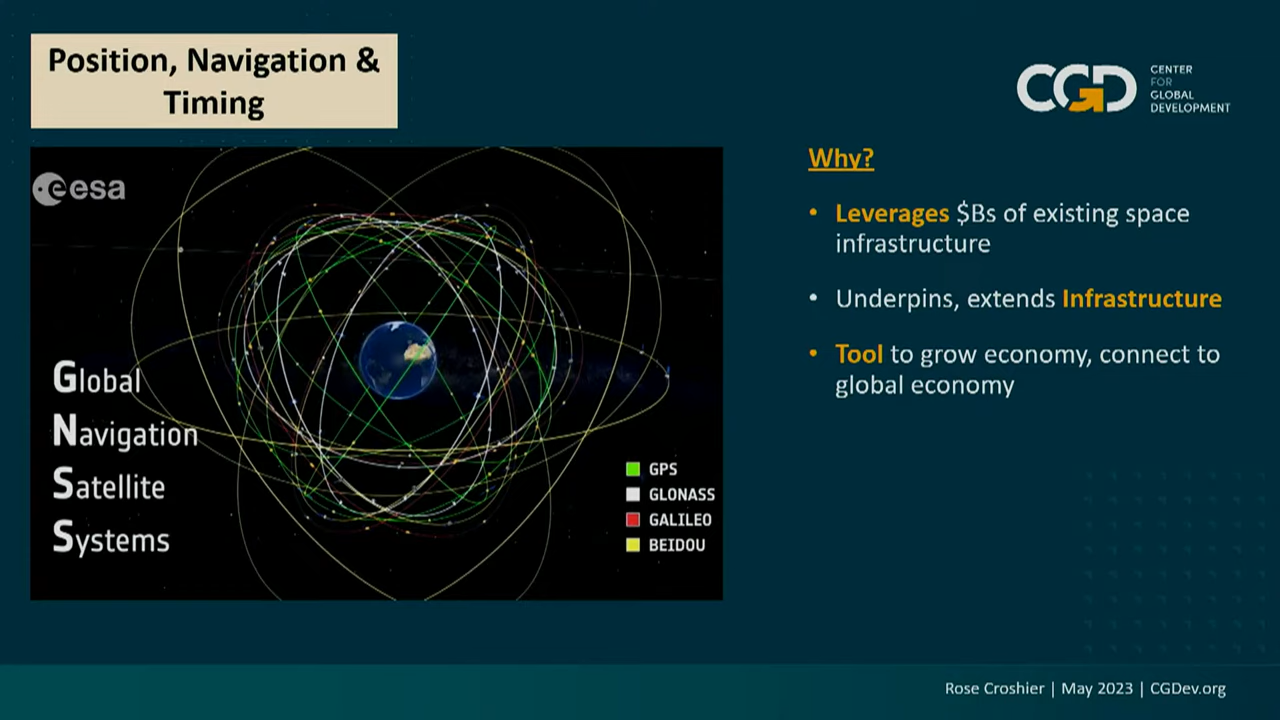 Position, Navigation &
Timing
CGD
CENTER
FOR
GLOBAL
DEVELOPMENT
esa
Global
Navigation
Satellite
Systems
GPS
GLONASS
GALILEO
BEIDOU
Why?
• Leverages $Bs of existing space
infrastructure
• Underpins, extends Infrastructure
• Tool to grow economy, connect to
global economy
Rose Croshier | May 2023 | CGDev.org